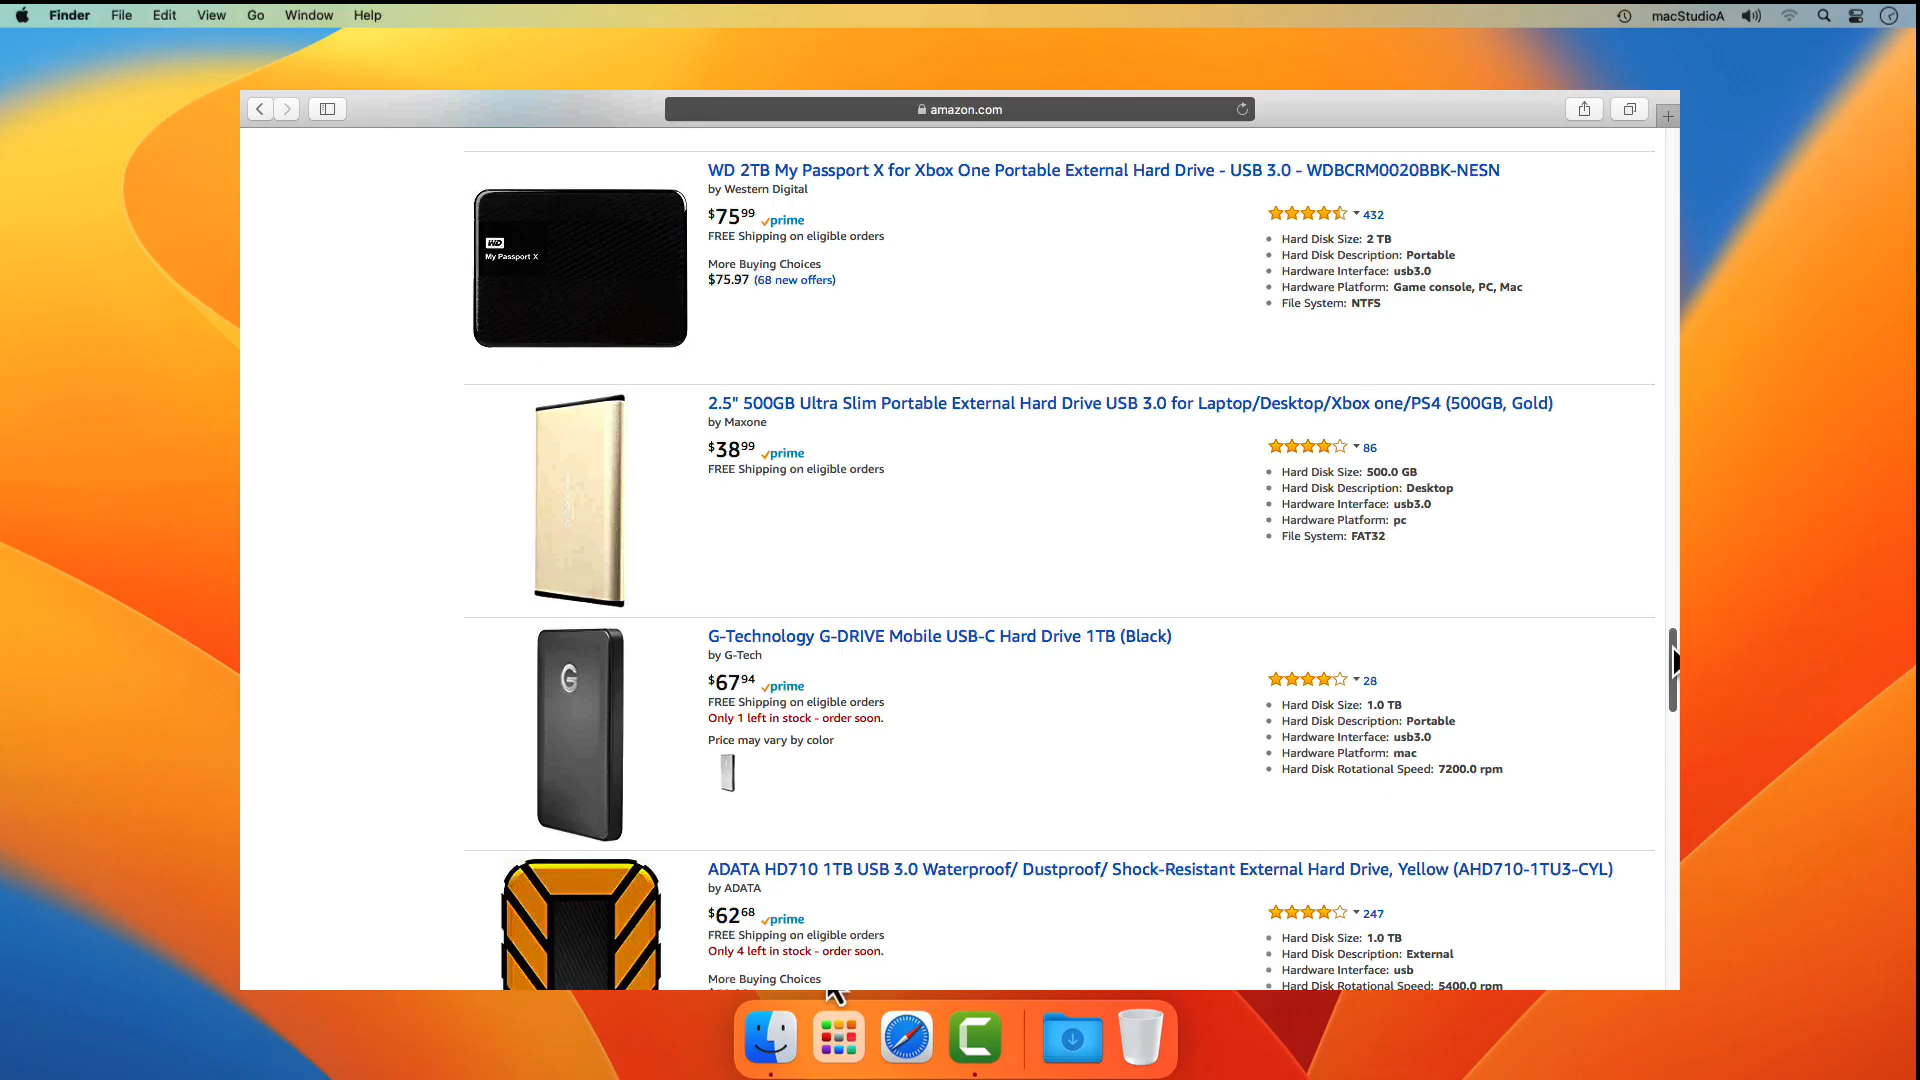 Finder File Edit View Go Window Help
macStudioA
amazon.com
WD 2TB My Passport X for Xbox One Portable External Hard Drive - USB 3.0 - WDBCRM0020BBK-NESN
by Western Digital
$75.99 prime
FREE Shipping on eligible orders
More Buying Choices
$75.97 (68 new offers)
432
Hard Disk Size: 2 TB
Hard Disk Description: Portable
Hardware Interface: usb3.0
Hardware Platform: Game console, PC, Mac
File System: NTFS
WD
My Passport X
2.5" 500GB Ultra Slim Portable External Hard Drive USB 3.0 for Laptop/Desktop/Xbox one/PS4 (500GB, Gold)
by Maxone
$38.99 prime
FREE Shipping on eligible orders
86
Hard Disk Size: 500.0 GB
Hard Disk Description: Desktop
Hardware Interface: usb3.0
Hardware Platform: pc
File System: FAT32
G-Technology G-DRIVE Mobile USB-C Hard Drive 1TB (Black)
by G-Tech
$67.94 prime
FREE Shipping on eligible orders
Only 1 left in stock - order soon.
Price may vary by color
28
Hard Disk Size: 1.0 TB
Hard Disk Description: Portable
Hardware Interface: usb3.0
Hardware Platform: mac
Hard Disk Rotational Speed: 7200.0 rpm
G
ADATA HD710 1TB USB 3.0 Waterproof/ Dustproof/ Shock-Resistant External Hard Drive, Yellow (AHD710-1TU3-CYL)
by ADATA
$62.68 prime
FREE Shipping on eligible orders
Only 4 left in stock - order soon.
More Buying Choices
247
Hard Disk Size: 1.0 TB
Hard Disk Description: External
Hardware Interface: usb
Hard Disk Rotational Speed: 5400.0 rpm